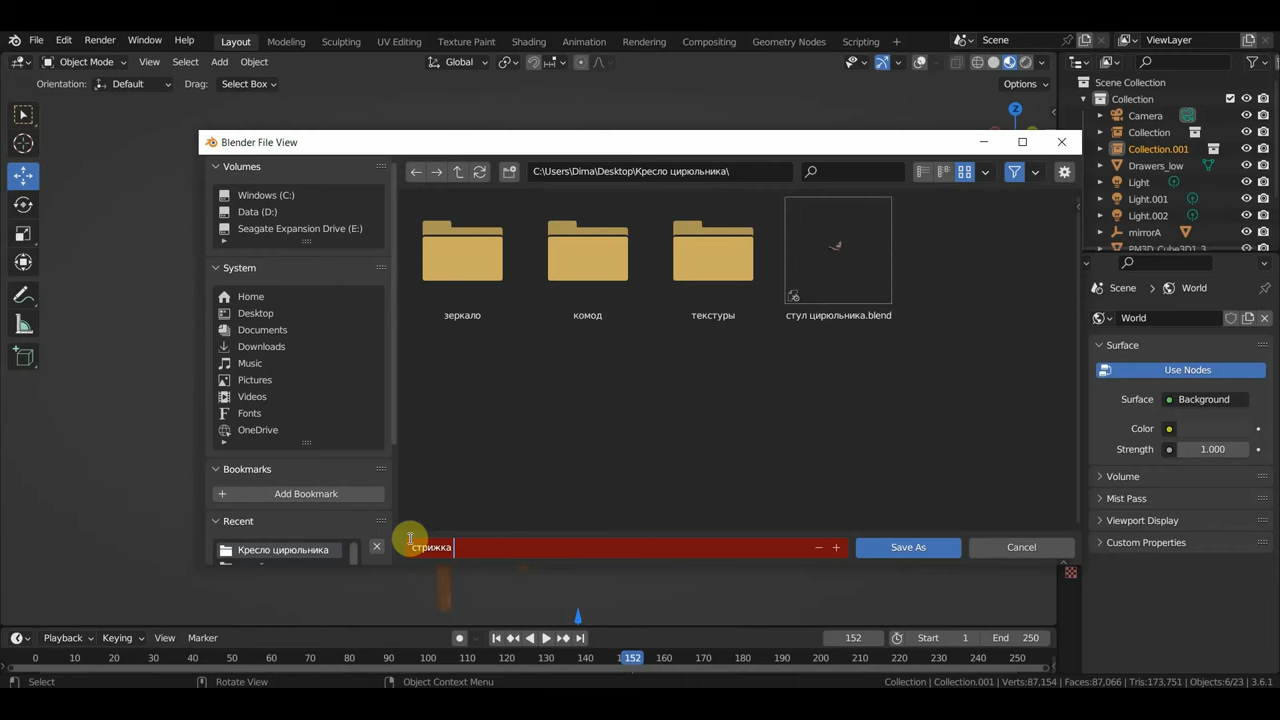 File Edit Render Window Help Layout Modeling Sculpting UV Editing Texture Paint Shading Animation Rendering Compositing Geometry Nodes Scripting + Scene ViewLayer
Object Mode View Select Add Object Global Options
Orientation: Default Drag: Select Box
Z
Scene Collection
Collection
Camera
Collection
Collection.001
Drawers_low
Light
Light.001
Light.002
mirrorA
PM3D_Cube3D1_3
Blender File View
Volumes
Windows (C:)
Data (D:)
Seagate Expansion Drive (E:)
System
Home
Desktop
Documents
Downloads
Music
Pictures
Videos
Fonts
OneDrive
Bookmarks
Add Bookmark
Recent
Кресло цирюльника
C:\Users\Dima\Desktop\Кресло цирюльника\
зеркало комод текстуры стул цирюльника.blend
стрижка
Save As Cancel
Scene World
World
Surface
Use Nodes
Surface Background
Color
Strength 1.000
Volume
Mist Pass
Viewport Display
Custom Properties
Playback Keying View Marker 152 Start 1 End 250
0 10 20 30 40 50 60 70 80 90 100 110 120 130 140 152 170 180 190 200 210 220 230 240 250
Select Rotate View Object Context Menu Collection | Collection.001 | Verts:87,154 | Faces:87,066 | Tris:173,751 | Objects:6/23 | 3.6.1